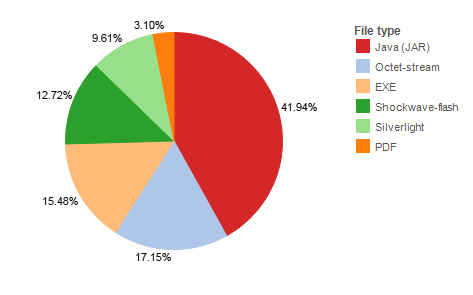 3.10%
9.61%
12.72%
15.48%
17.15%
41.94%
File type
Java (JAR)
Octet-stream
EXE
Shockwave-flash
Silverlight
PDF